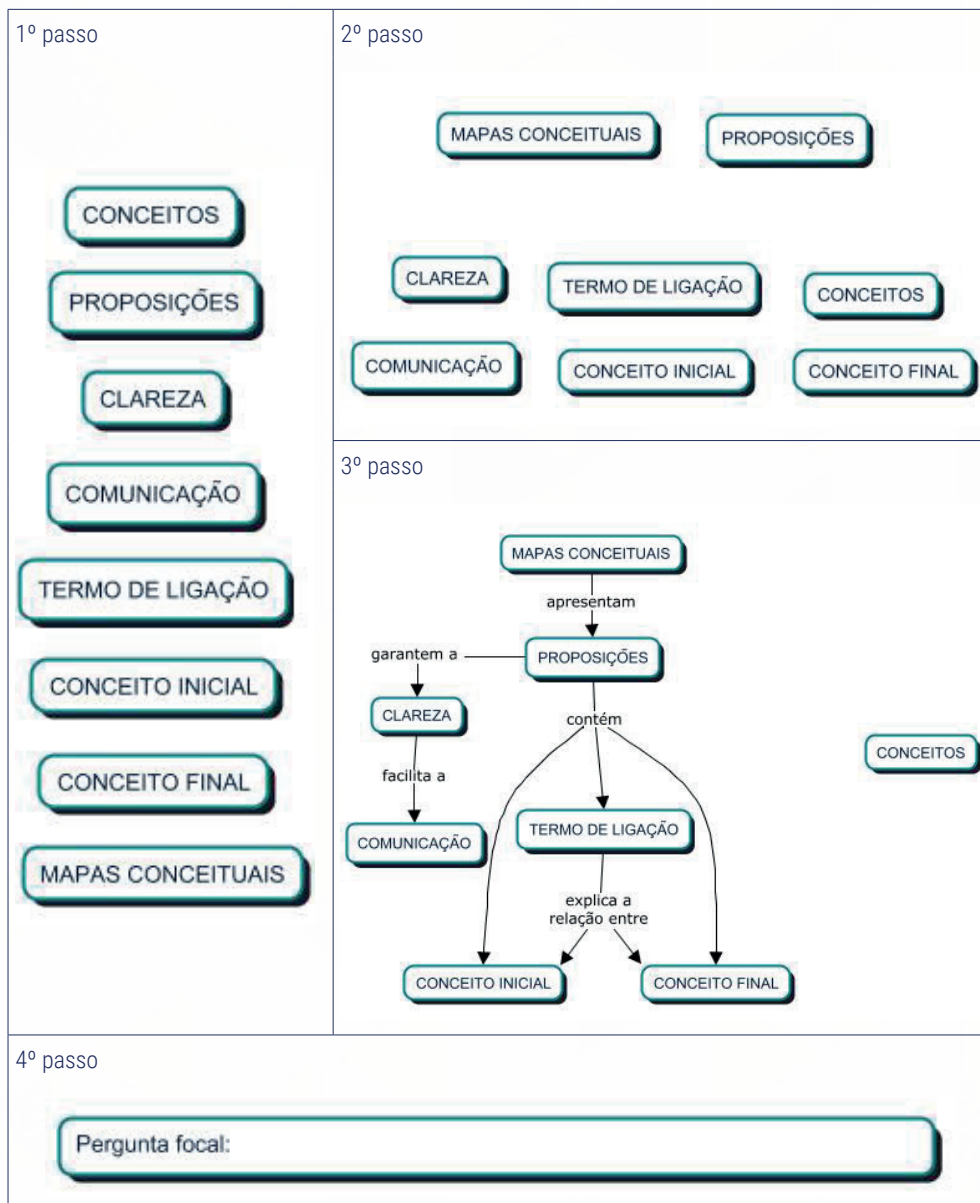 1º passo
CONCEITOS
PROPOSIÇÕES
CLAREZA
COMUNICAÇÃO
TERMO DE LIGAÇÃO
CONCEITO INICIAL
CONCEITO FINAL
MAPAS CONCEITUAIS
2º passo
MAPAS CONCEITUAIS
PROPOSIÇÕES
CLAREZA
TERMO DE LIGAÇÃO
CONCEITOS
COMUNICAÇÃO
CONCEITO INICIAL
CONCEITO FINAL
3º passo
MAPAS CONCEITUAIS
apresentam
garantem a
PROPOSIÇÕES
CLAREZA
contém
CONCEITOS
facilita a
TERMO DE LIGAÇÃO
COMUNICAÇÃO
explica a
relação entre
CONCEITO INICIAL
CONCEITO FINAL
4º passo
Pergunta focal: